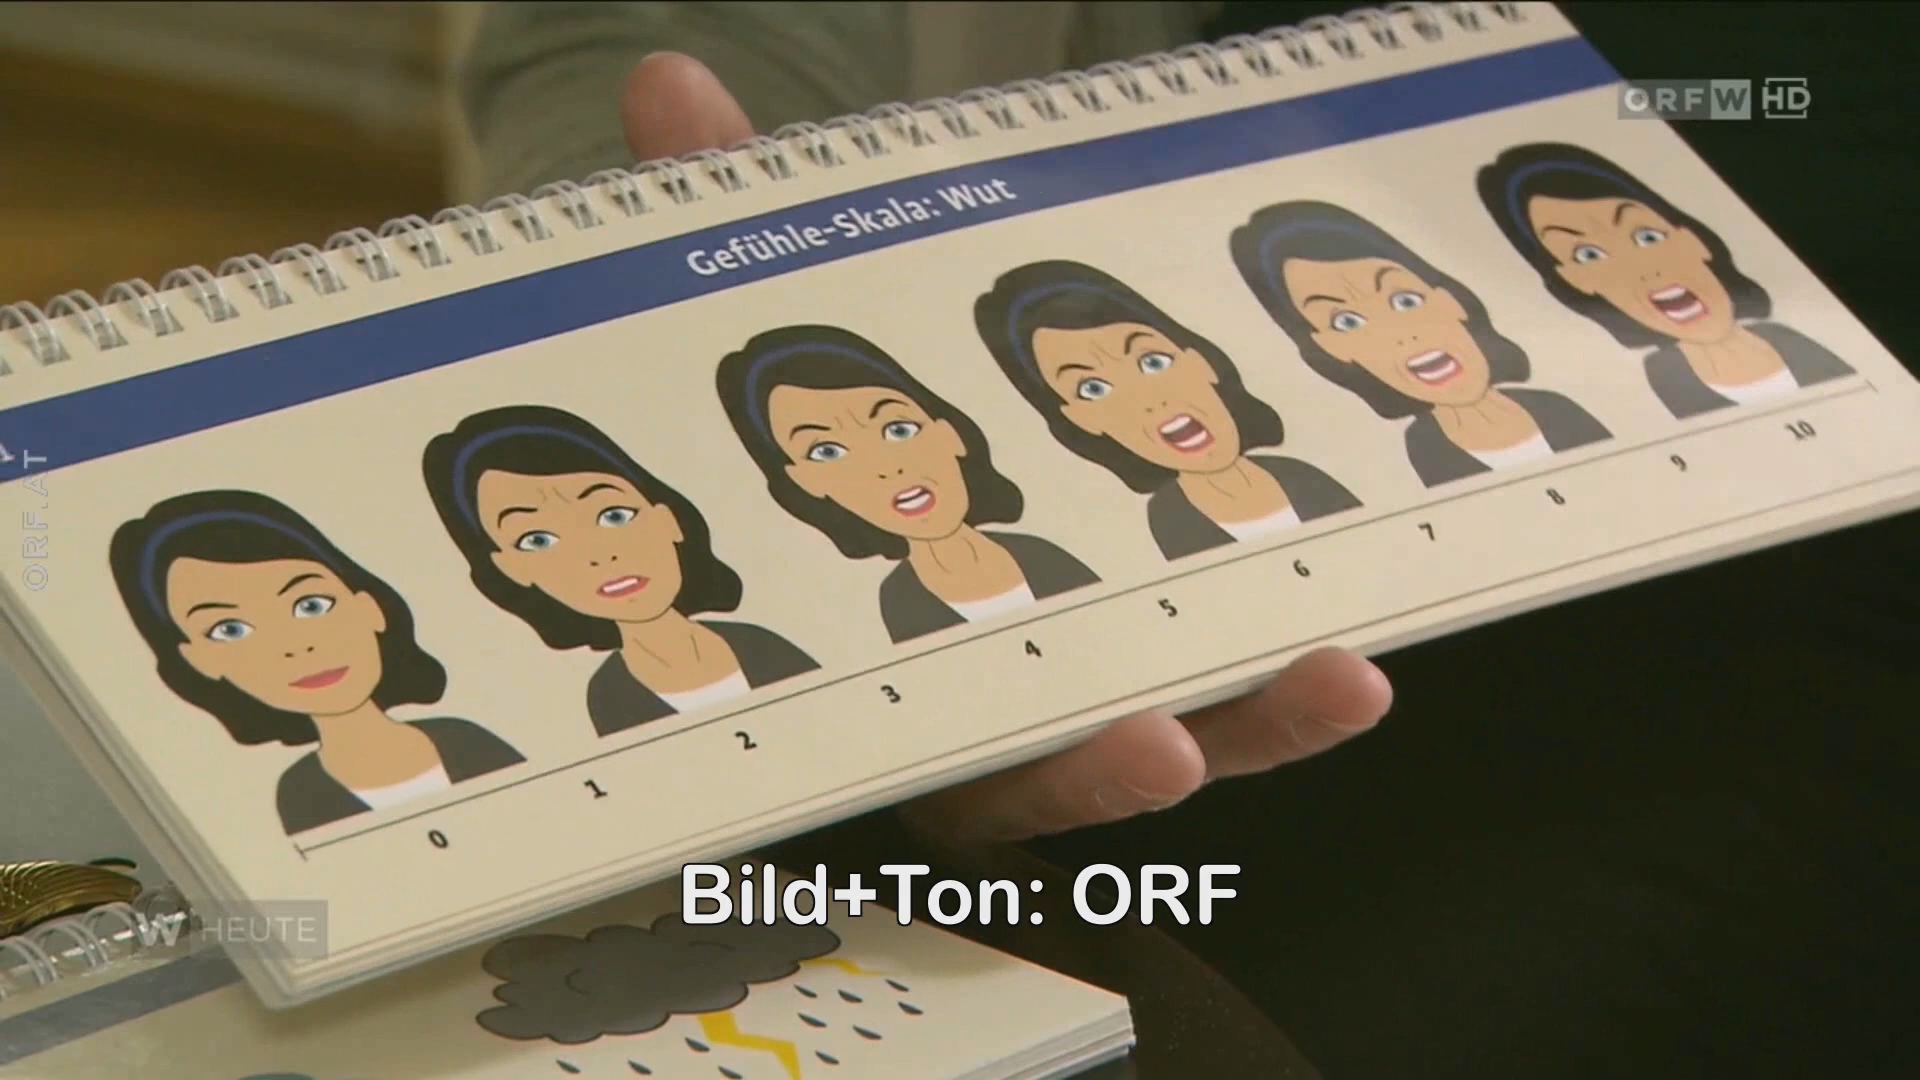 ORF W HD
Gefühle-Skala: Wut
ORF.AT
0 1 2 3 4 5 6 7 8 9 10
Bild+Ton: ORF
W HEUTE